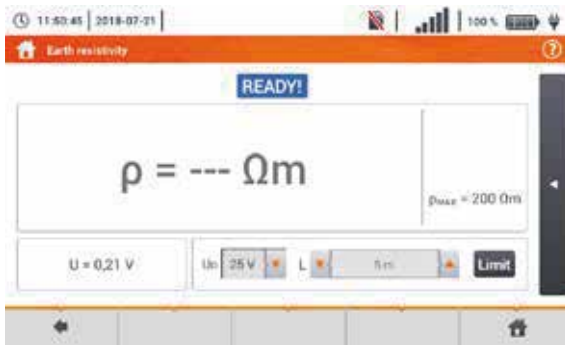 11:50:45 2018-07-21 100 %
Earth resistivity
READY!
ρ = --- Ωm
ρMAX = 200 Ωm
U = 0,21 V Un 25 V L 5 m Limit